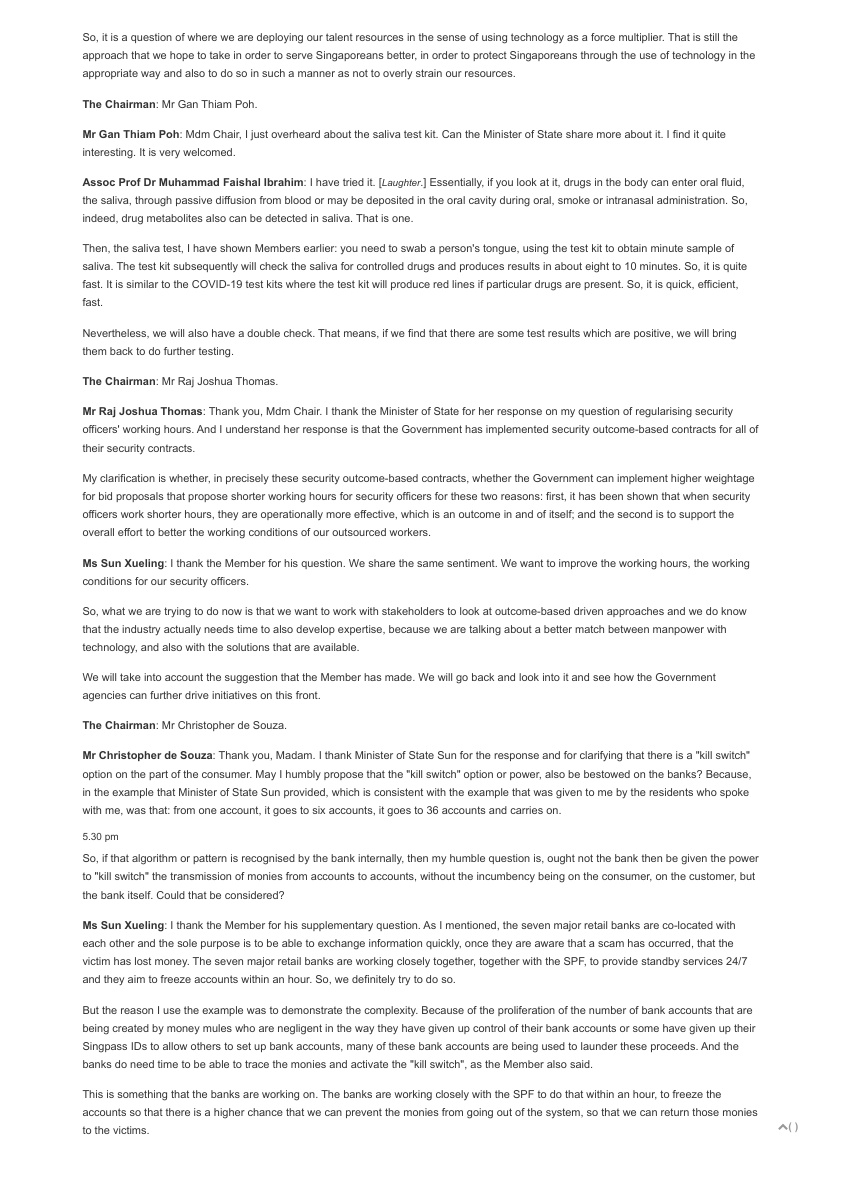 So, it is a question of where we are deploying our talent resources in the sense of using technology as a force multiplier. That is still the
approach that we hope to take in order to serve Singaporeans better, in order to protect Singaporeans through the use of technology in the
appropriate way and also to do so in such a manner as not to overly strain our resources.
The Chairman: Mr Gan Thiam Poh.
Mr Gan Thiam Poh: Mdm Chair, I just overheard about the saliva test kit. Can the Minister of State share more about it. I find it quite
interesting. It is very welcomed.
Assoc Prof Dr Muhammad Faishal Ibrahim: I have tried it. [Laughter.] Essentially, if you look at it, drugs in the body can enter oral fluid,
the saliva, through passive diffusion from blood or may be deposited in the oral cavity during oral, smoke or intranasal administration. So,
indeed, drug metabolites also can be detected in saliva. That is one.
Then, the saliva test, I have shown Members earlier: you need to swab a person's tongue, using the test kit to obtain minute sample of
saliva. The test kit subsequently will check the saliva for controlled drugs and produces results in about eight to 10 minutes. So, it is quite
fast. It is similar to the COVID-19 test kits where the test kit will produce red lines if particular drugs are present. So, it is quick, efficient,
fast.
Nevertheless, we will also have a double check. That means, if we find that there are some test results which are positive, we will bring
them back to do further testing.
The Chairman: Mr Raj Joshua Thomas.
Mr Raj Joshua Thomas: Thank you, Mdm Chair. I thank the Minister of State for her response on my question of regularising security
officers' working hours. And I understand her response is that the Government has implemented security outcome-based contracts for all of
their security contracts.
My clarification is whether, in precisely these security outcome-based contracts, whether the Government can implement higher weightage
for bid proposals that propose shorter working hours for security officers for these two reasons: first, it has been shown that when security
officers work shorter hours, they are operationally more effective, which is an outcome in and of itself; and the second is to support the
overall effort to better the working conditions of our outsourced workers.
Ms Sun Xueling: I thank the Member for his question. We share the same sentiment. We want to improve the working hours, the working
conditions for our security officers.
So, what we are trying to do now is that we want to work with stakeholders to look at outcome-based driven approaches and we do know
that the industry actually needs time to also develop expertise, because we are talking about a better match between manpower with
technology, and also with the solutions that are available.
We will take into account the suggestion that the Member has made. We will go back and look into it and see how the Government
agencies can further drive initiatives on this front.
The Chairman: Mr Christopher de Souza.
Mr Christopher de Souza: Thank you, Madam. I thank Minister of State Sun for the response and for clarifying that there is a "kill switch"
option on the part of the consumer. May I humbly propose that the "kill switch" option or power, also be bestowed on the banks? Because,
in the example that Minister of State Sun provided, which is consistent with the example that was given to me by the residents who spoke
with me, was that: from one account, it goes to six accounts, it goes to 36 accounts and carries on.
5.30 pm
So, if that algorithm or pattern is recognised by the bank internally, then my humble question is, ought not the bank then be given the power
to "kill switch" the transmission of monies from accounts to accounts, without the incumbency being on the consumer, on the customer, but
the bank itself. Could that be considered?
Ms Sun Xueling: I thank the Member for his supplementary question. As I mentioned, the seven major retail banks are co-located with
each other and the sole purpose is to be able to exchange information quickly, once they are aware that a scam has occurred, that the
victim has lost money. The seven major retail banks are working closely together, together with the SPF, to provide standby services 24/7
and they aim to freeze accounts within an hour. So, we definitely try to do so.
But the reason I use the example was to demonstrate the complexity. Because of the proliferation of the number of bank accounts that are
being created by money mules who are negligent in the way they have given up control of their bank accounts or some have given up their
Singpass IDs to allow others to set up bank accounts, many of these bank accounts are being used to launder these proceeds. And the
banks do need time to be able to trace the monies and activate the "kill switch", as the Member also said.
This is something that the banks are working on. The banks are working closely with the SPF to do that within an hour, to freeze the
accounts so that there is a higher chance that we can prevent the monies from going out of the system, so that we can return those monies
to the victims.
( )